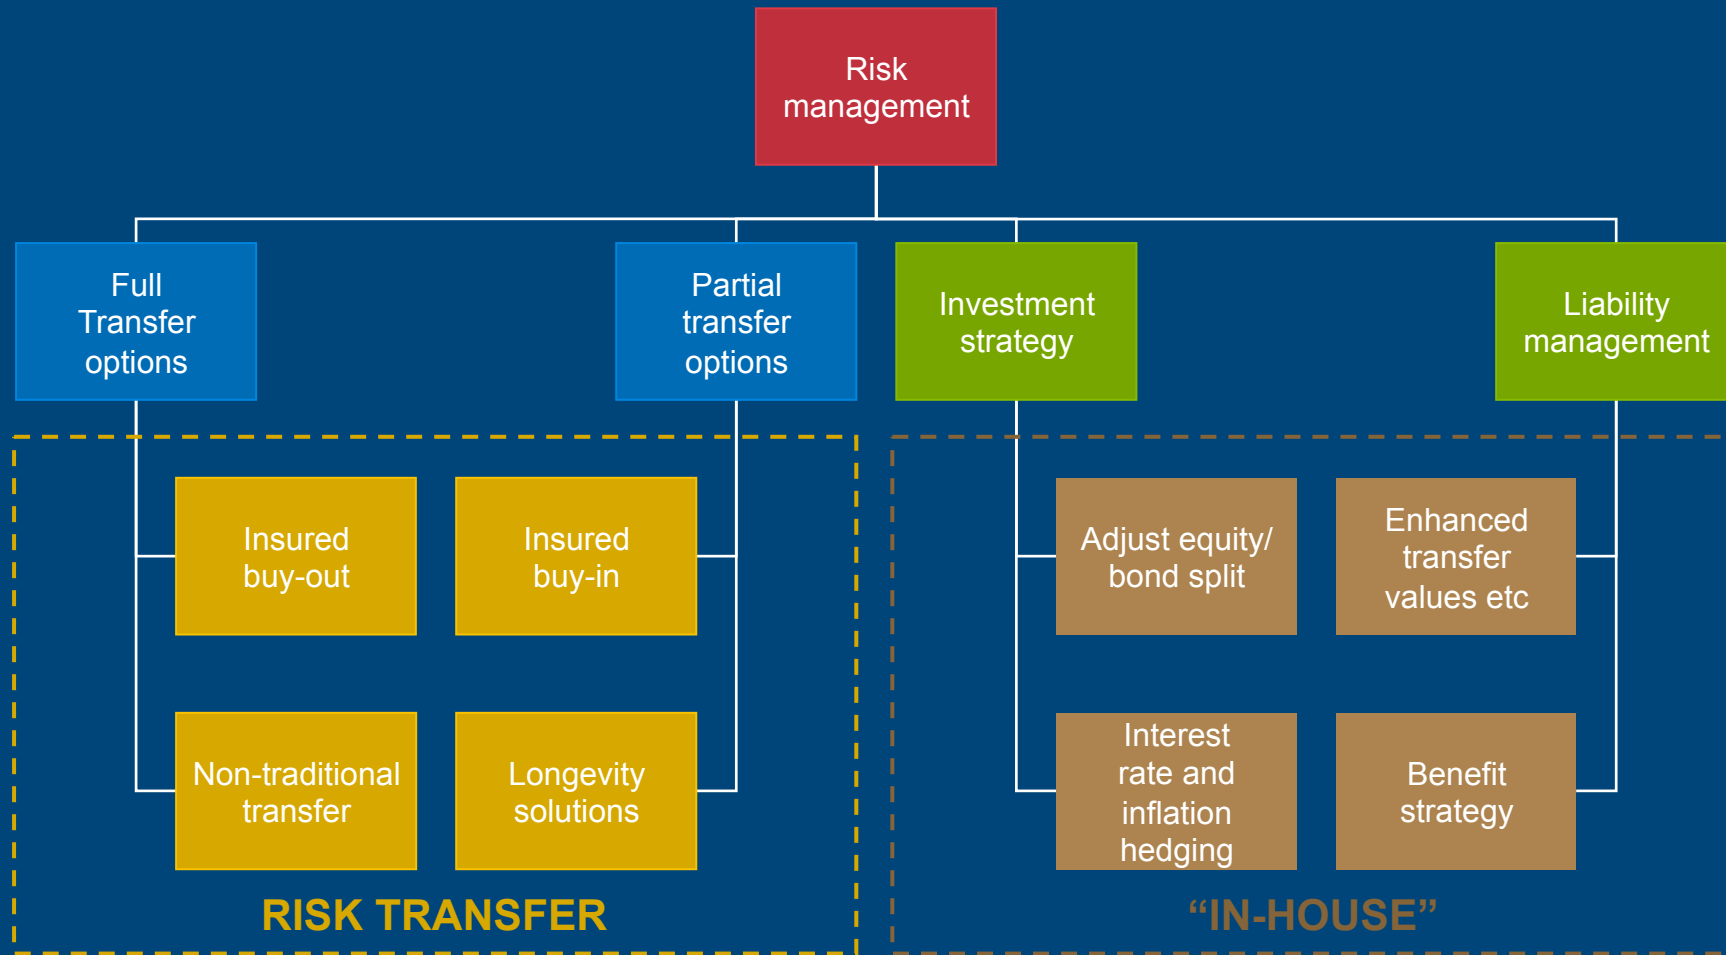 Risk
management
Full
Transfer
options
Partial
transfer
options
Investment
strategy
Liability
management
Insured
buy-out
Insured
buy-in
Adjust equity/
bond split
Enhanced
transfer
values etc
Non-traditional
transfer
Longevity
solutions
Interest
rate and
inflation
hedging
Benefit
strategy
RISK TRANSFER
“IN-HOUSE”